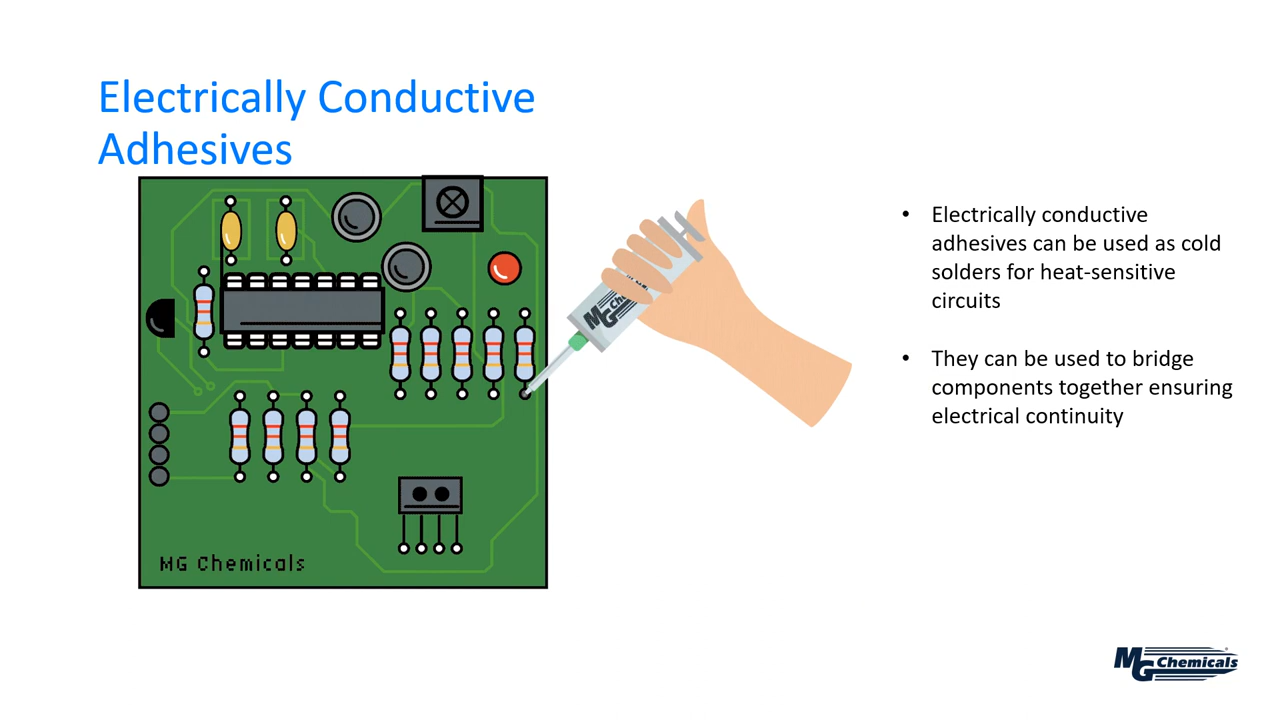 Electrically Conductive
Adhesives
• Electrically conductive
adhesives can be used as cold
solders for heat-sensitive
circuits
• They can be used to bridge
components together ensuring
electrical continuity
MG Chemicals
MG Chemicals